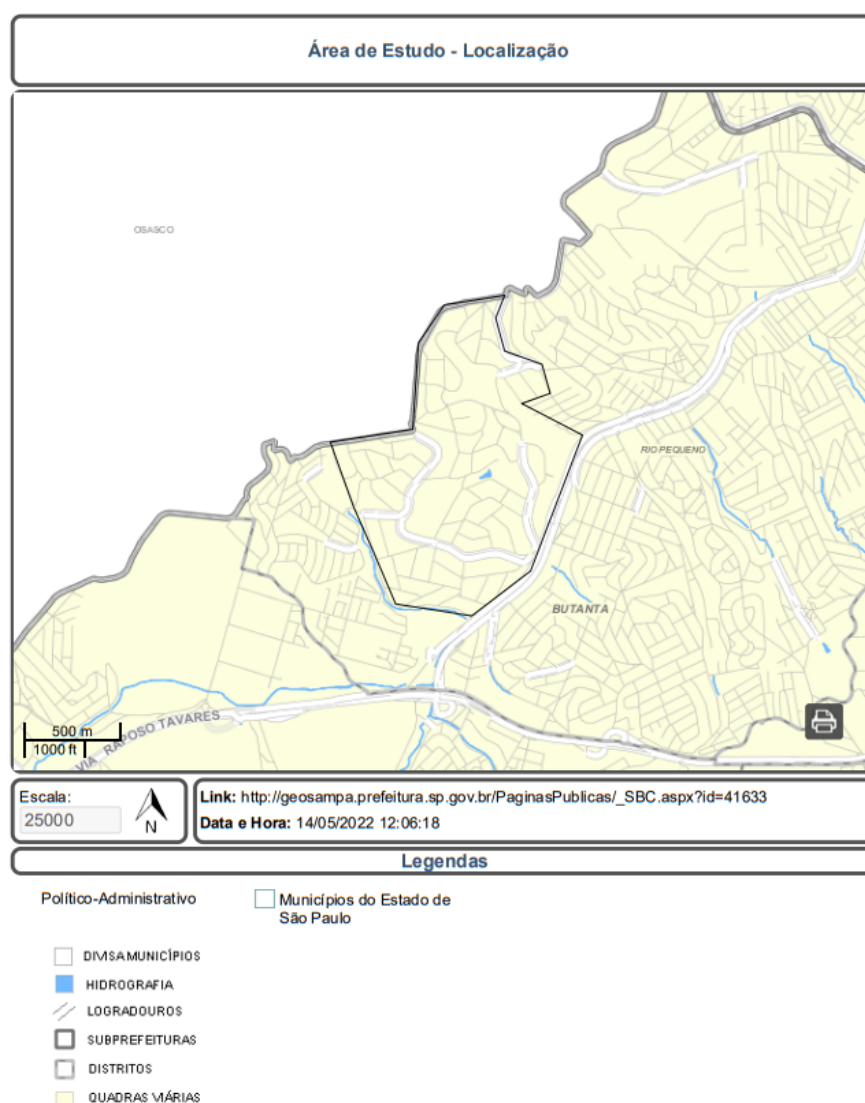 Área de Estudo - Localização
OSASCO
RIO PEQUENO
BUTANTA
500 m
1000 ft
VIA RAPOSO TAVARES
Escala:
25000
N
Link: http://geosampa.prefeitura.sp.gov.br/PaginasPublicas/_SBC.aspx?id=41633
Data e Hora: 14/05/2022 12:06:18
Legendas
Político-Administrativo
Municípios do Estado de
São Paulo
DIVISA MUNICÍPIOS
HIDROGRAFIA
LOGRADOUROS
SUBPREFEITURAS
DISTRITOS
QUADRAS VIÁRIAS